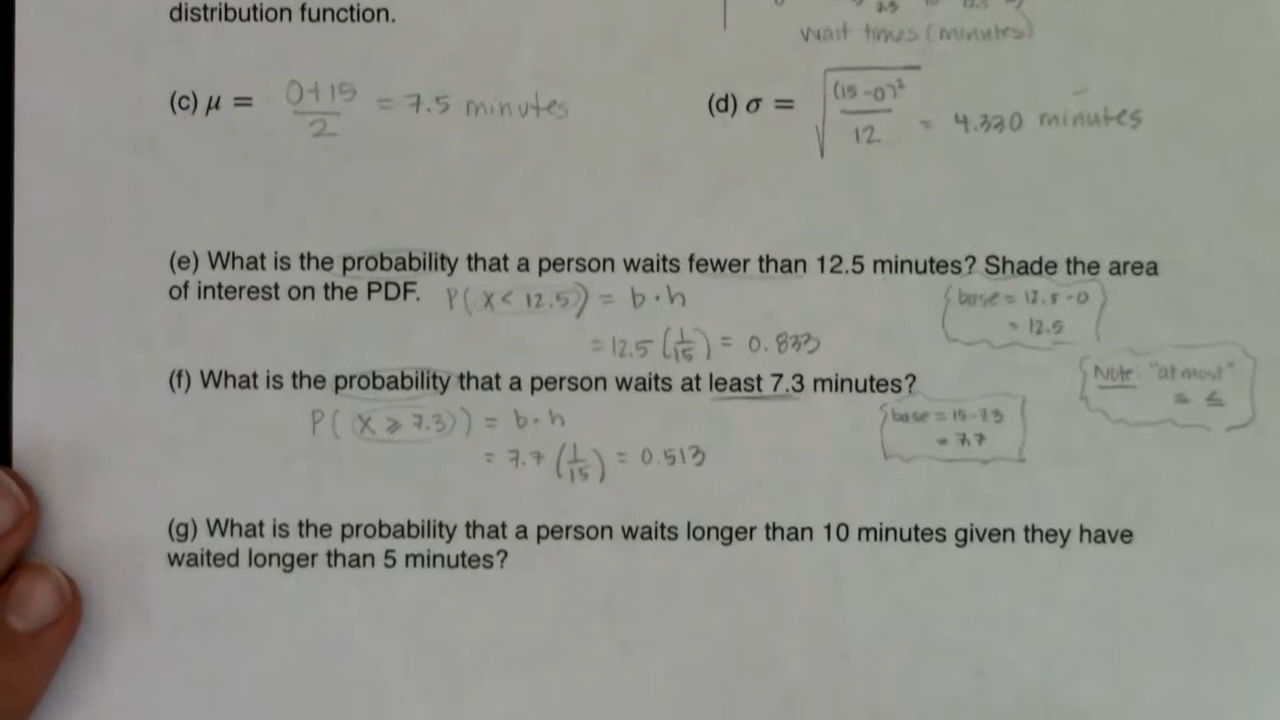 distribution function.
7.5 12.5
wait times (minutes)
(c) μ = 0+15 / 2 = 7.5 minutes
(d) σ = √((15-0)² / 12) = 4.330 minutes
(e) What is the probability that a person waits fewer than 12.5 minutes? Shade the area
of interest on the PDF. P(X < 12.5) = b·h
base = 12.5-0
= 12.5
= 12.5 (1/15) = 0.833
(f) What is the probability that a person waits at least 7.3 minutes?
Note: "at most"
= ≤
P(X ⩾ 7.3) = b·h
base = 15-7.3
= 7.7
= 7.7 (1/15) = 0.513
(g) What is the probability that a person waits longer than 10 minutes given they have
waited longer than 5 minutes?